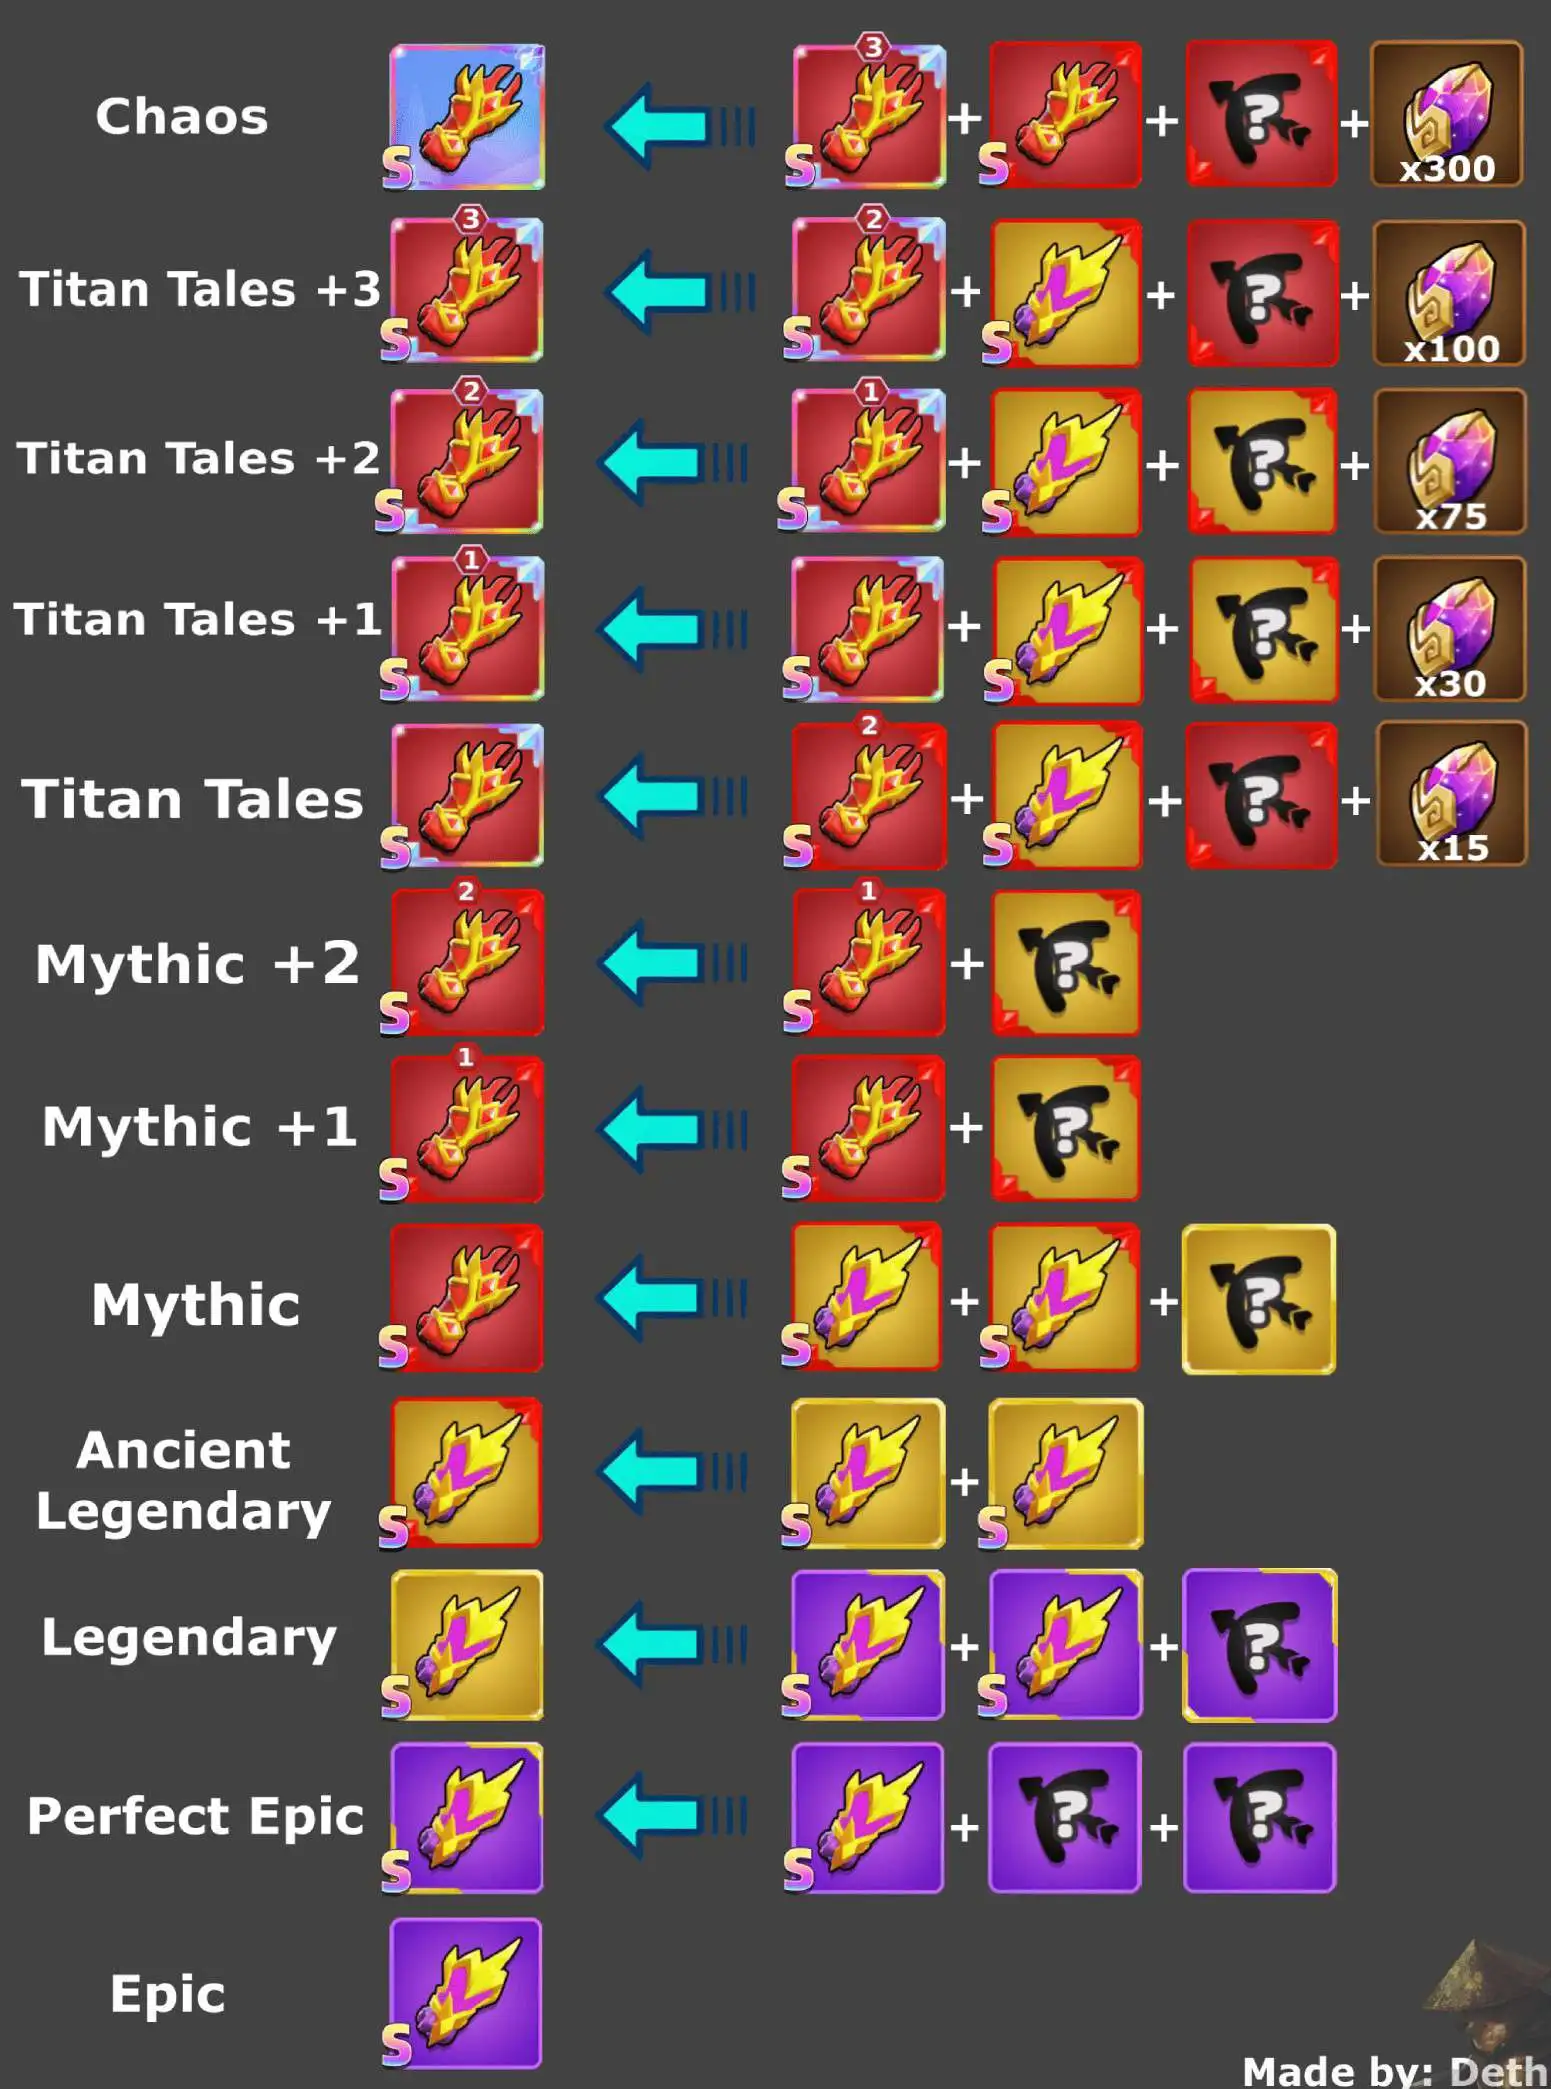 Chaos
S
3
S
+
S
+
?
+
x300
Titan Tales +3
3
S
2
S
+
S
+
?
+
x100
Titan Tales +2
2
S
1
S
+
S
+
?
+
x75
Titan Tales +1
1
S
S
+
S
+
?
+
x30
Titan Tales
S
2
S
+
S
+
?
+
x15
Mythic +2
2
S
1
S
+
?
Mythic +1
1
S
S
+
?
Mythic
S
S
+
S
+
?
Ancient
Legendary
S
S
+
S
Legendary
S
S
+
S
+
?
Perfect Epic
S
S
+
?
+
?
Epic
S
Made by: Deth